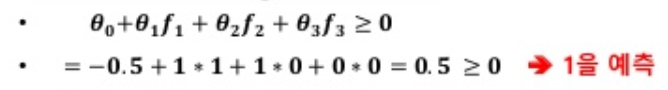 • θ₀+θ₁f₁ + θ₂f₂ + θ₃f₃ ≥ 0
• = −0.5 + 1 * 1 + 1 * 0 + 0 * 0 = 0.5 ≥ 0 ➔ 1을 예측